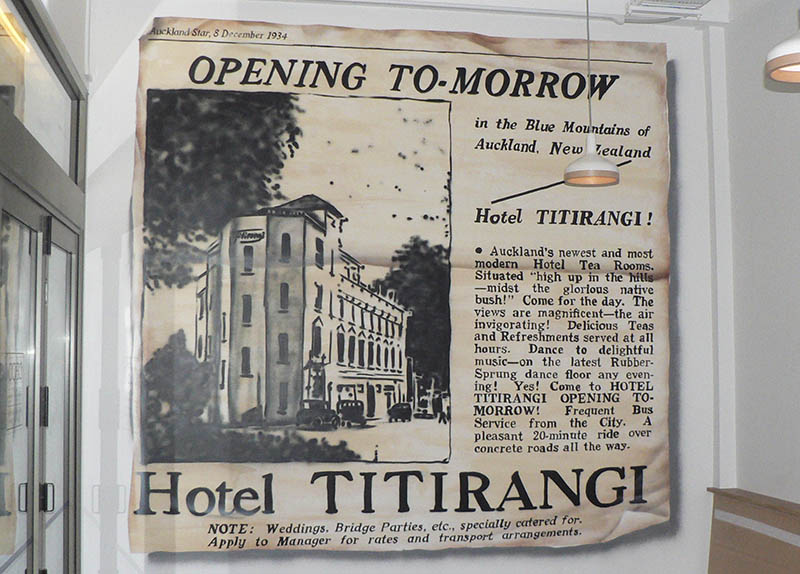 Auckland Star, 8 December 1934
OPENING TO-MORROW
in the Blue Mountains of
Auckland, New Zealand
Hotel TITIRANGI!
• Auckland's newest and most
modern Hotel Tea Rooms.
Situated "high up in the hills
—midst the glorious native
bush!" Come for the day. The
views are magnificent—the air
invigorating! Delicious Teas
and Refreshments served at all
hours. Dance to delightful
music—on the latest Rubber-
Sprung dance floor any even-
ing! Yes! Come to HOTEL
TITIRANGI OPENING TO-
MORROW! Frequent Bus
Service from the City. A
pleasant 20-minute ride over
concrete roads all the way.
Hotel TITIRANGI
NOTE: Weddings, Bridge Parties, etc., specially catered for.
Apply to Manager for rates and transport arrangements.